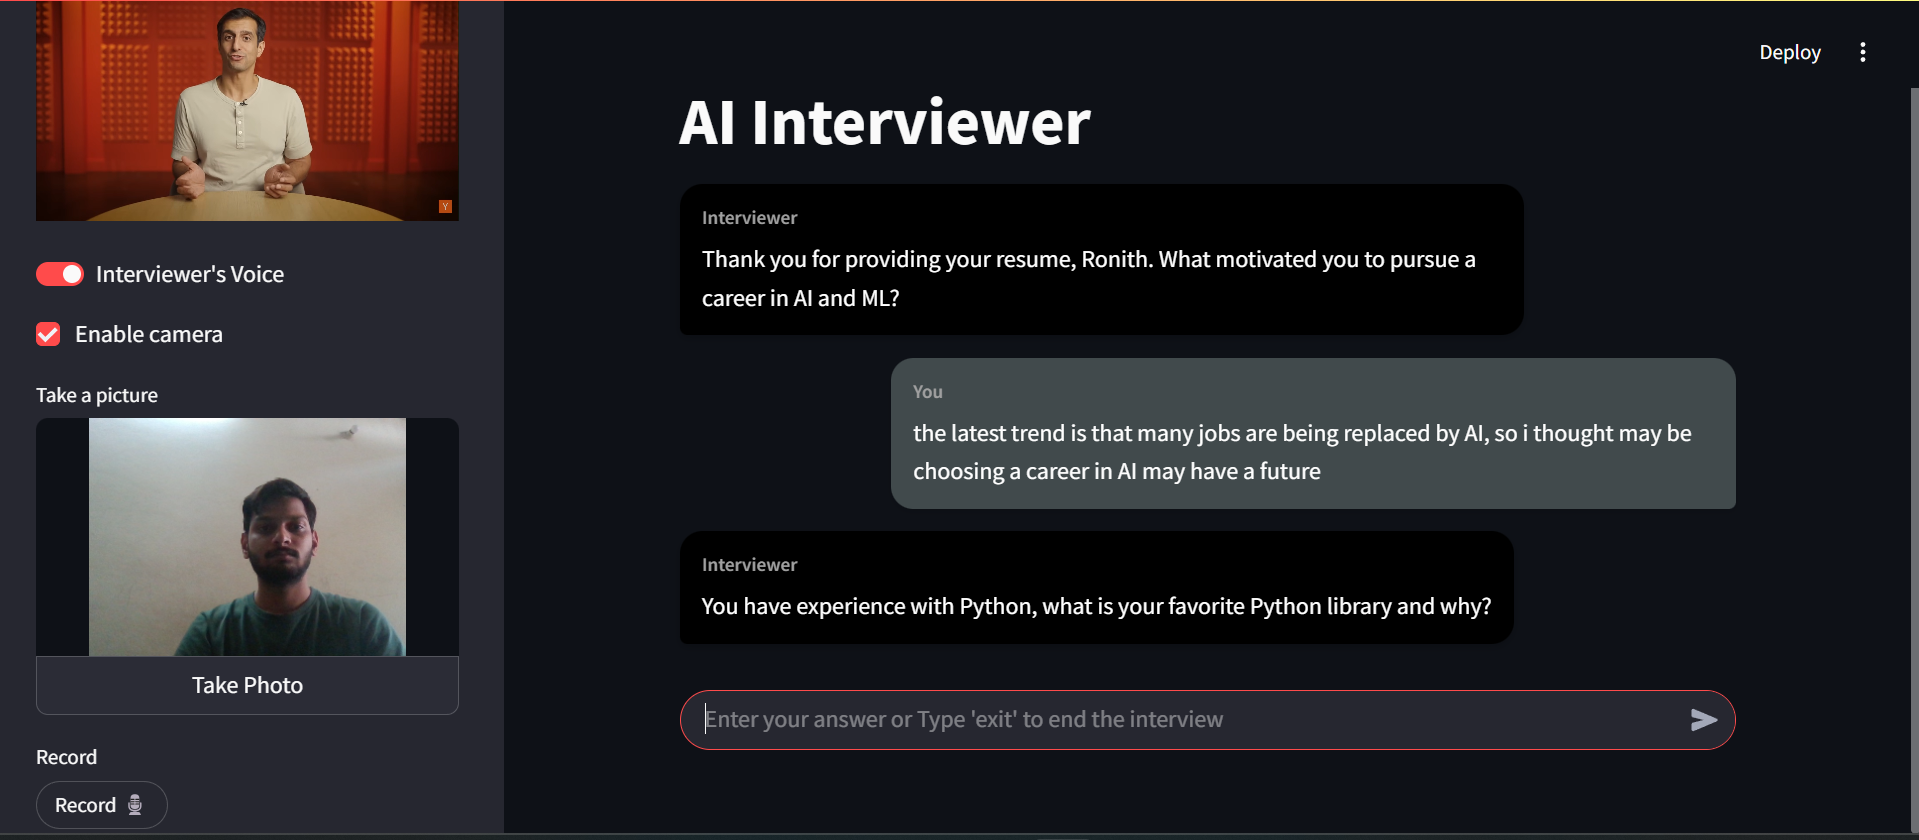 Y
Interviewer's Voice
Enable camera
Take a picture
Take Photo
Record
Record
Deploy
AI Interviewer
Interviewer
Thank you for providing your resume, Ronith. What motivated you to pursue a
career in AI and ML?
You
the latest trend is that many jobs are being replaced by AI, so i thought may be
choosing a career in AI may have a future
Interviewer
You have experience with Python, what is your favorite Python library and why?
Enter your answer or Type 'exit' to end the interview